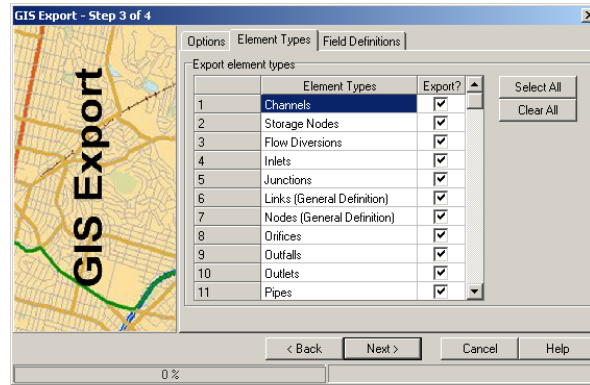 GIS Export - Step 3 of 4
GIS Export
Options Element Types Field Definitions
Export element types
Element Types Export?
1 Channels
2 Storage Nodes
3 Flow Diversions
4 Inlets
5 Junctions
6 Links (General Definition)
7 Nodes (General Definition)
8 Orifices
9 Outfalls
10 Outlets
11 Pipes
Select All
Clear All
< Back Next > Cancel Help
0 %